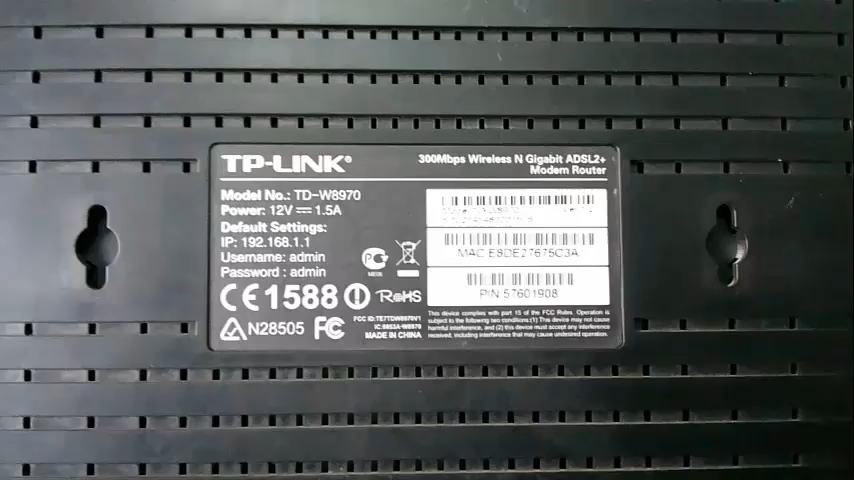 TP-LINK®
300Mbps Wireless N Gigabit ADSL2+
Modem Router
Model No.: TD-W8970
Power: 12V⎓1.5A
Default Settings:
IP: 192.168.1.1
Username: admin
Password : admin
CE1588
RoHS
N28505 FC
FCC ID:TE7TDW8970V1
IC:8853A-W8970
MADE IN CHINA
MAC:E8DE27675C3A
PIN:57601908
This device complies with part 15 of the FCC Rules. Operation is
subject to the following two conditions:(1) This device may not cause
harmful interference, and (2) this device must accept any interference
received, including interference that may cause undesired operation.